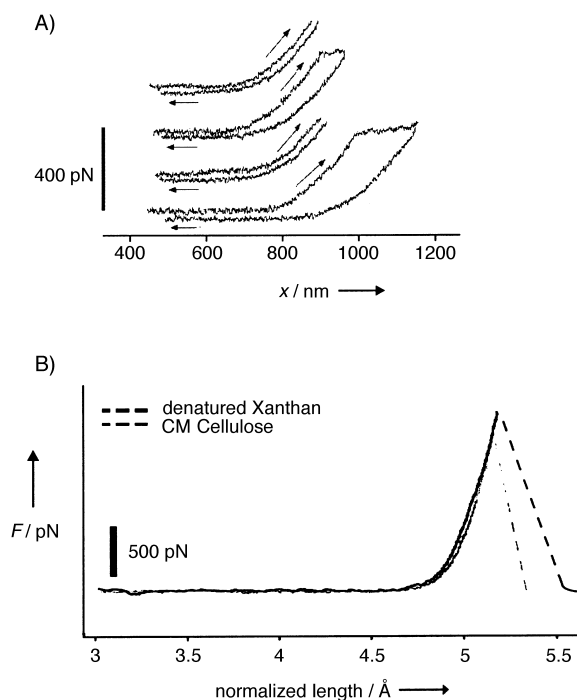 A)
400 pN
400 600 800 1000 1200
x / nm
B)
denatured Xanthan
CM Cellulose
F / pN
500 pN
3 3.5 4 4.5 5 5.5
normalized length / Å